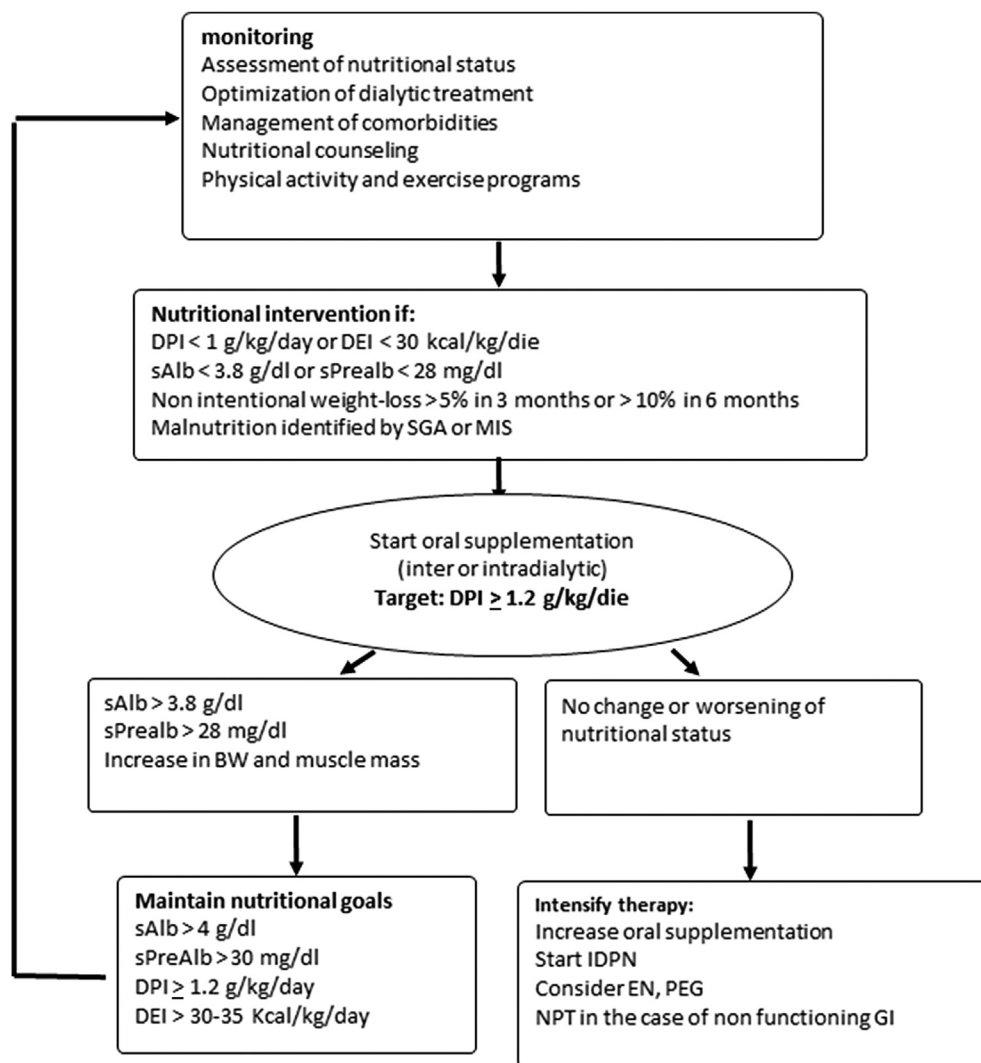 monitoring
Assessment of nutritional status
Optimization of dialytic treatment
Management of comorbidities
Nutritional counseling
Physical activity and exercise programs
Nutritional intervention if:
DPI < 1 g/kg/day or DEI < 30 kcal/kg/die
sAlb < 3.8 g/dl or sPrealb < 28 mg/dl
Non intentional weight-loss >5% in 3 months or > 10% in 6 months
Malnutrition identified by SGA or MIS
Start oral supplementation
(inter or intradialytic)
Target: DPI ≥ 1.2 g/kg/die
sAlb > 3.8 g/dl
sPrealb > 28 mg/dl
Increase in BW and muscle mass
No change or worsening of
nutritional status
Maintain nutritional goals
sAlb > 4 g/dl
sPreAlb > 30 mg/dl
DPI ≥ 1.2 g/kg/day
DEI > 30-35 Kcal/kg/day
Intensify therapy:
Increase oral supplementation
Start IDPN
Consider EN, PEG
NPT in the case of non functioning GI